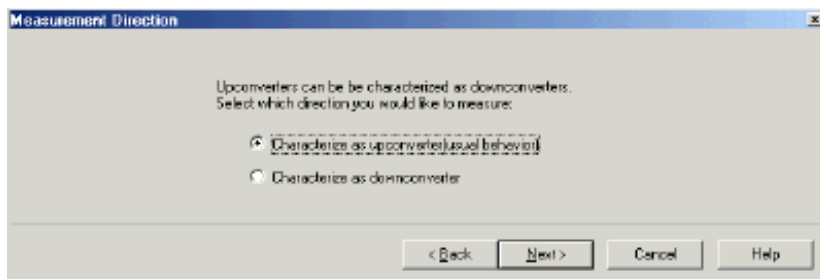 Measurement Direction
Upconverters can be be characterized as downconverters.
Select which direction you would like to measure:
Characterize as upconverter(usual behavior)
Characterize as downconverter
< Back
Next >
Cancel
Help